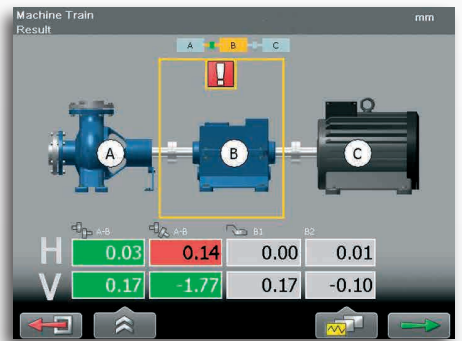 Machine Train mm
Result
A B C
!
A B C
A-B A-B B1 B2
H 0.03 0.14 0.00 0.01
V 0.17 -1.77 0.17 -0.10